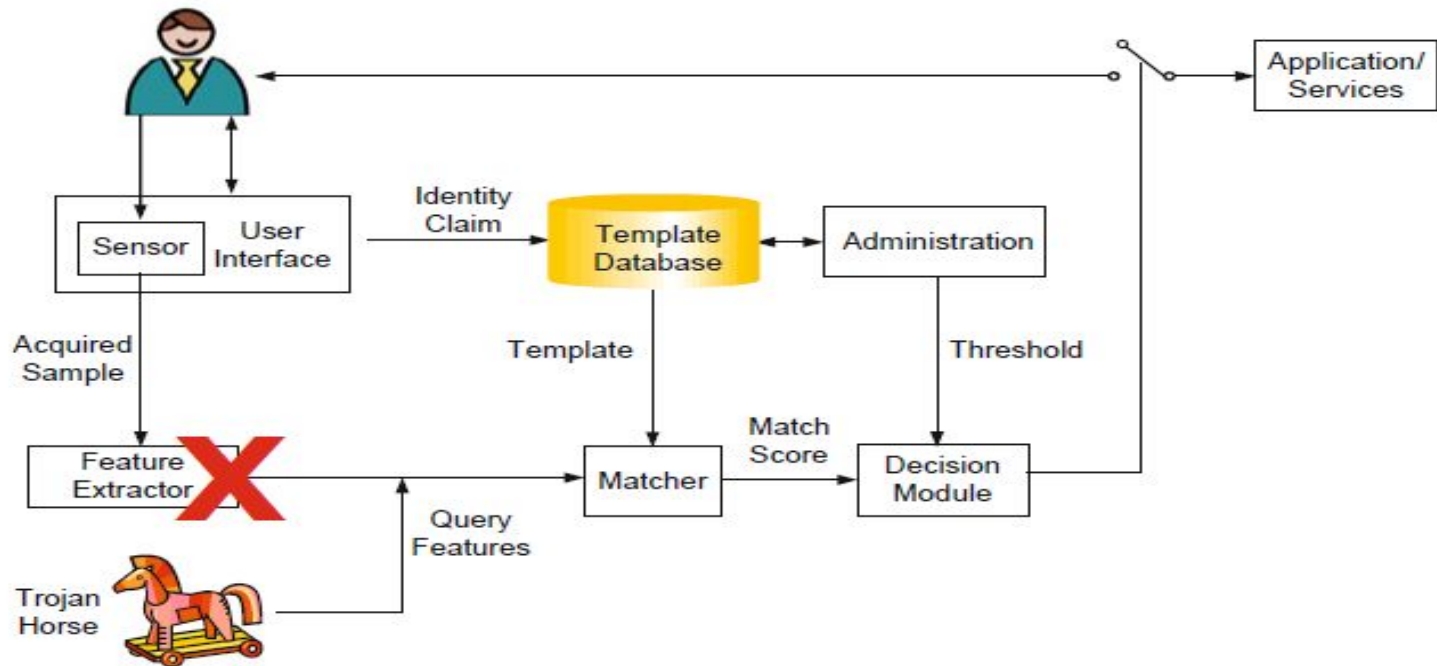 Application/
Services
Identity
Claim
Sensor
User
Interface
Template
Database
Administration
Acquired
Sample
Template
Threshold
Feature
Extractor
Matcher
Match
Score
Decision
Module
Query
Features
Trojan
Horse